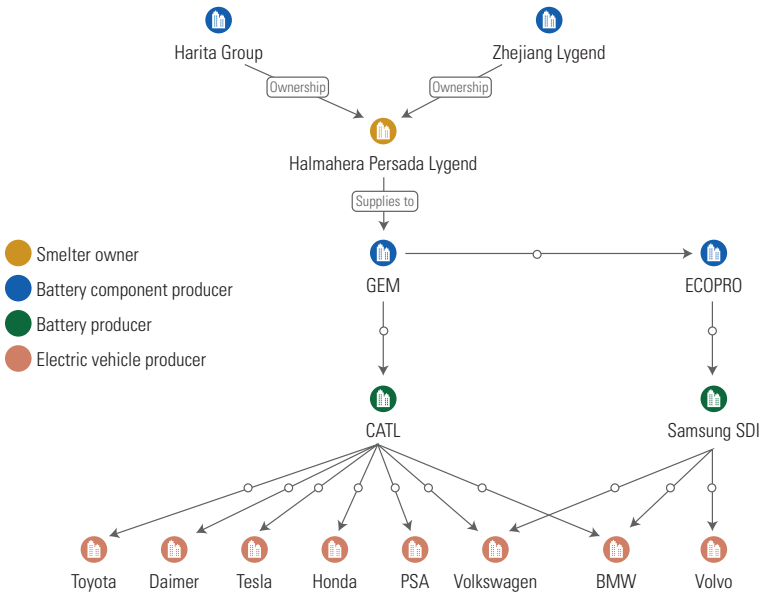 Harita Group
Zhejiang Lygend
Ownership
Ownership
Halmahera Persada Lygend
Supplies to
Smelter owner
Battery component producer
Battery producer
Electric vehicle producer
GEM
ECOPRO
CATL
Samsung SDI
Toyota
Daimer
Tesla
Honda
PSA
Volkswagen
BMW
Volvo